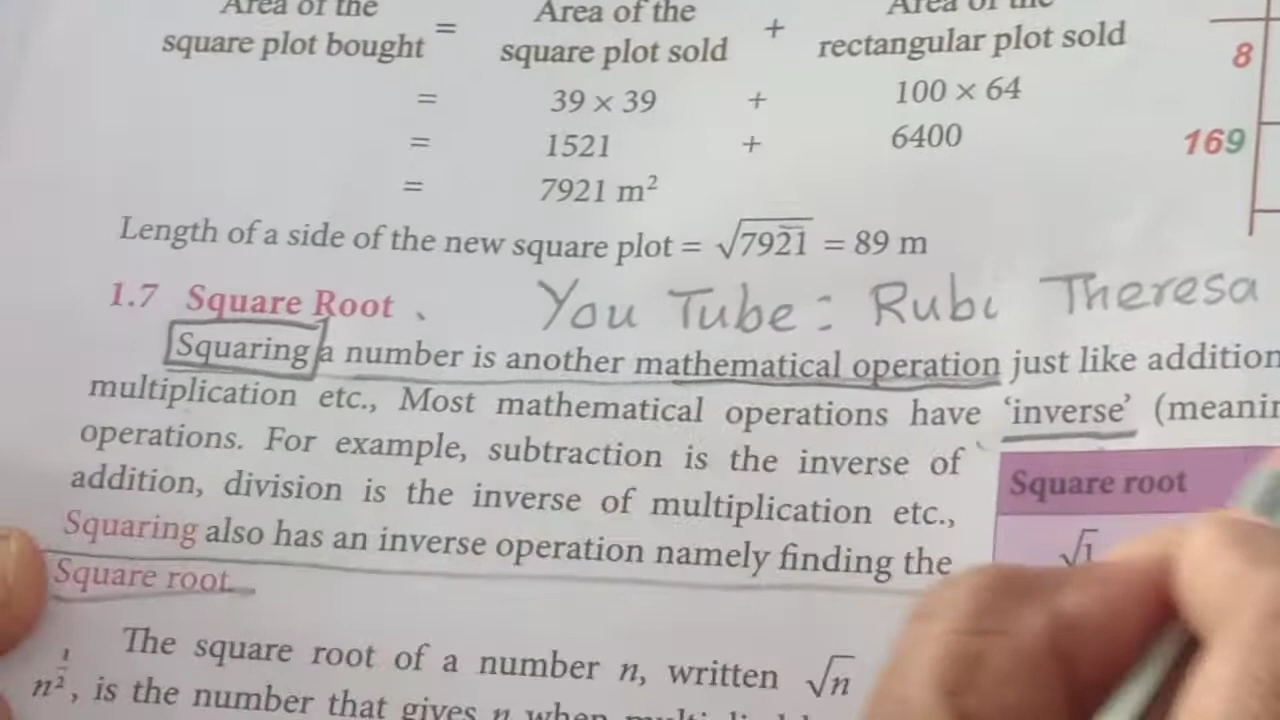 Area of the = Area of the + Area of the
square plot bought square plot sold rectangular plot sold
= 39 × 39 + 100 × 64
= 1521 + 6400
= 7921 m²
Length of a side of the new square plot = √7921 = 89 m
8
169
1.7 Square Root
You Tube: Rubi Theresa
Squaring a number is another mathematical operation just like addition
multiplication etc., Most mathematical operations have ‘inverse’ (meanin
operations. For example, subtraction is the inverse of
addition, division is the inverse of multiplication etc.,
Squaring also has an inverse operation namely finding the
Square root.
Square root
√1
The square root of a number n, written √n
n^1/2, is the number that gives n when